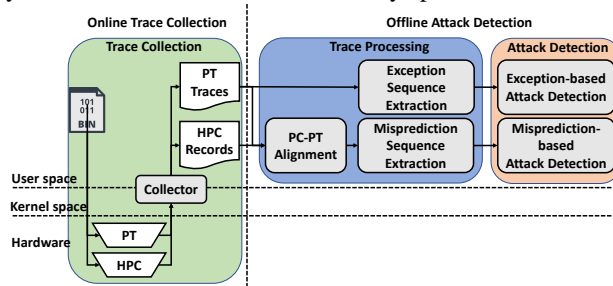 Online Trace Collection
Offline Attack Detection
Trace Collection
Trace Processing
Attack Detection
PT
Traces
Exception
Sequence
Extraction
Exception-based
Attack Detection
101
011
BIN
HPC
Records
PC-PT
Alignment
Misprediction
Sequence
Extraction
Misprediction-
based
Attack Detection
User space
Collector
Kernel space
Hardware
PT
HPC